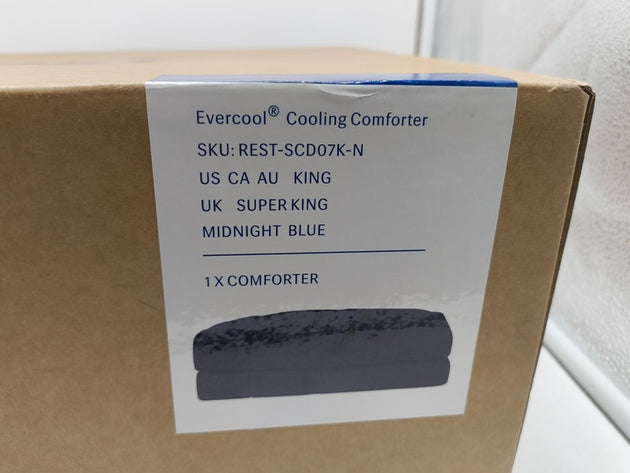 Evercool® Cooling Comforter
SKU: REST-SCD07K-N
US CA AU KING
UK SUPER KING
MIDNIGHT BLUE
1 X COMFORTER